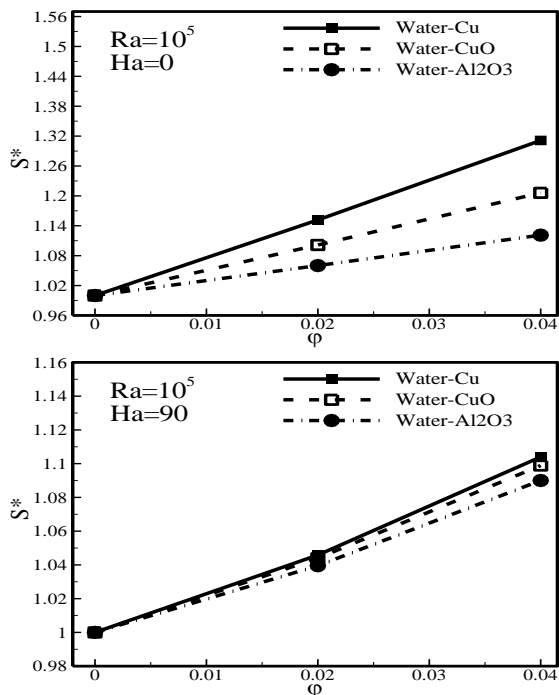 1.56
1.5
1.44
1.38
1.32
1.26
1.2
1.14
1.08
1.02
0.96
S*
Ra=10⁵
Ha=0
Water-Cu
Water-CuO
Water-Al2O3
0 0.01 0.02 0.03 0.04
φ
1.16
1.14
1.12
1.1
1.08
1.06
1.04
1.02
1
0.98
S*
Ra=10⁵
Ha=90
Water-Cu
Water-CuO
Water-Al2O3
0 0.01 0.02 0.03 0.04
φ